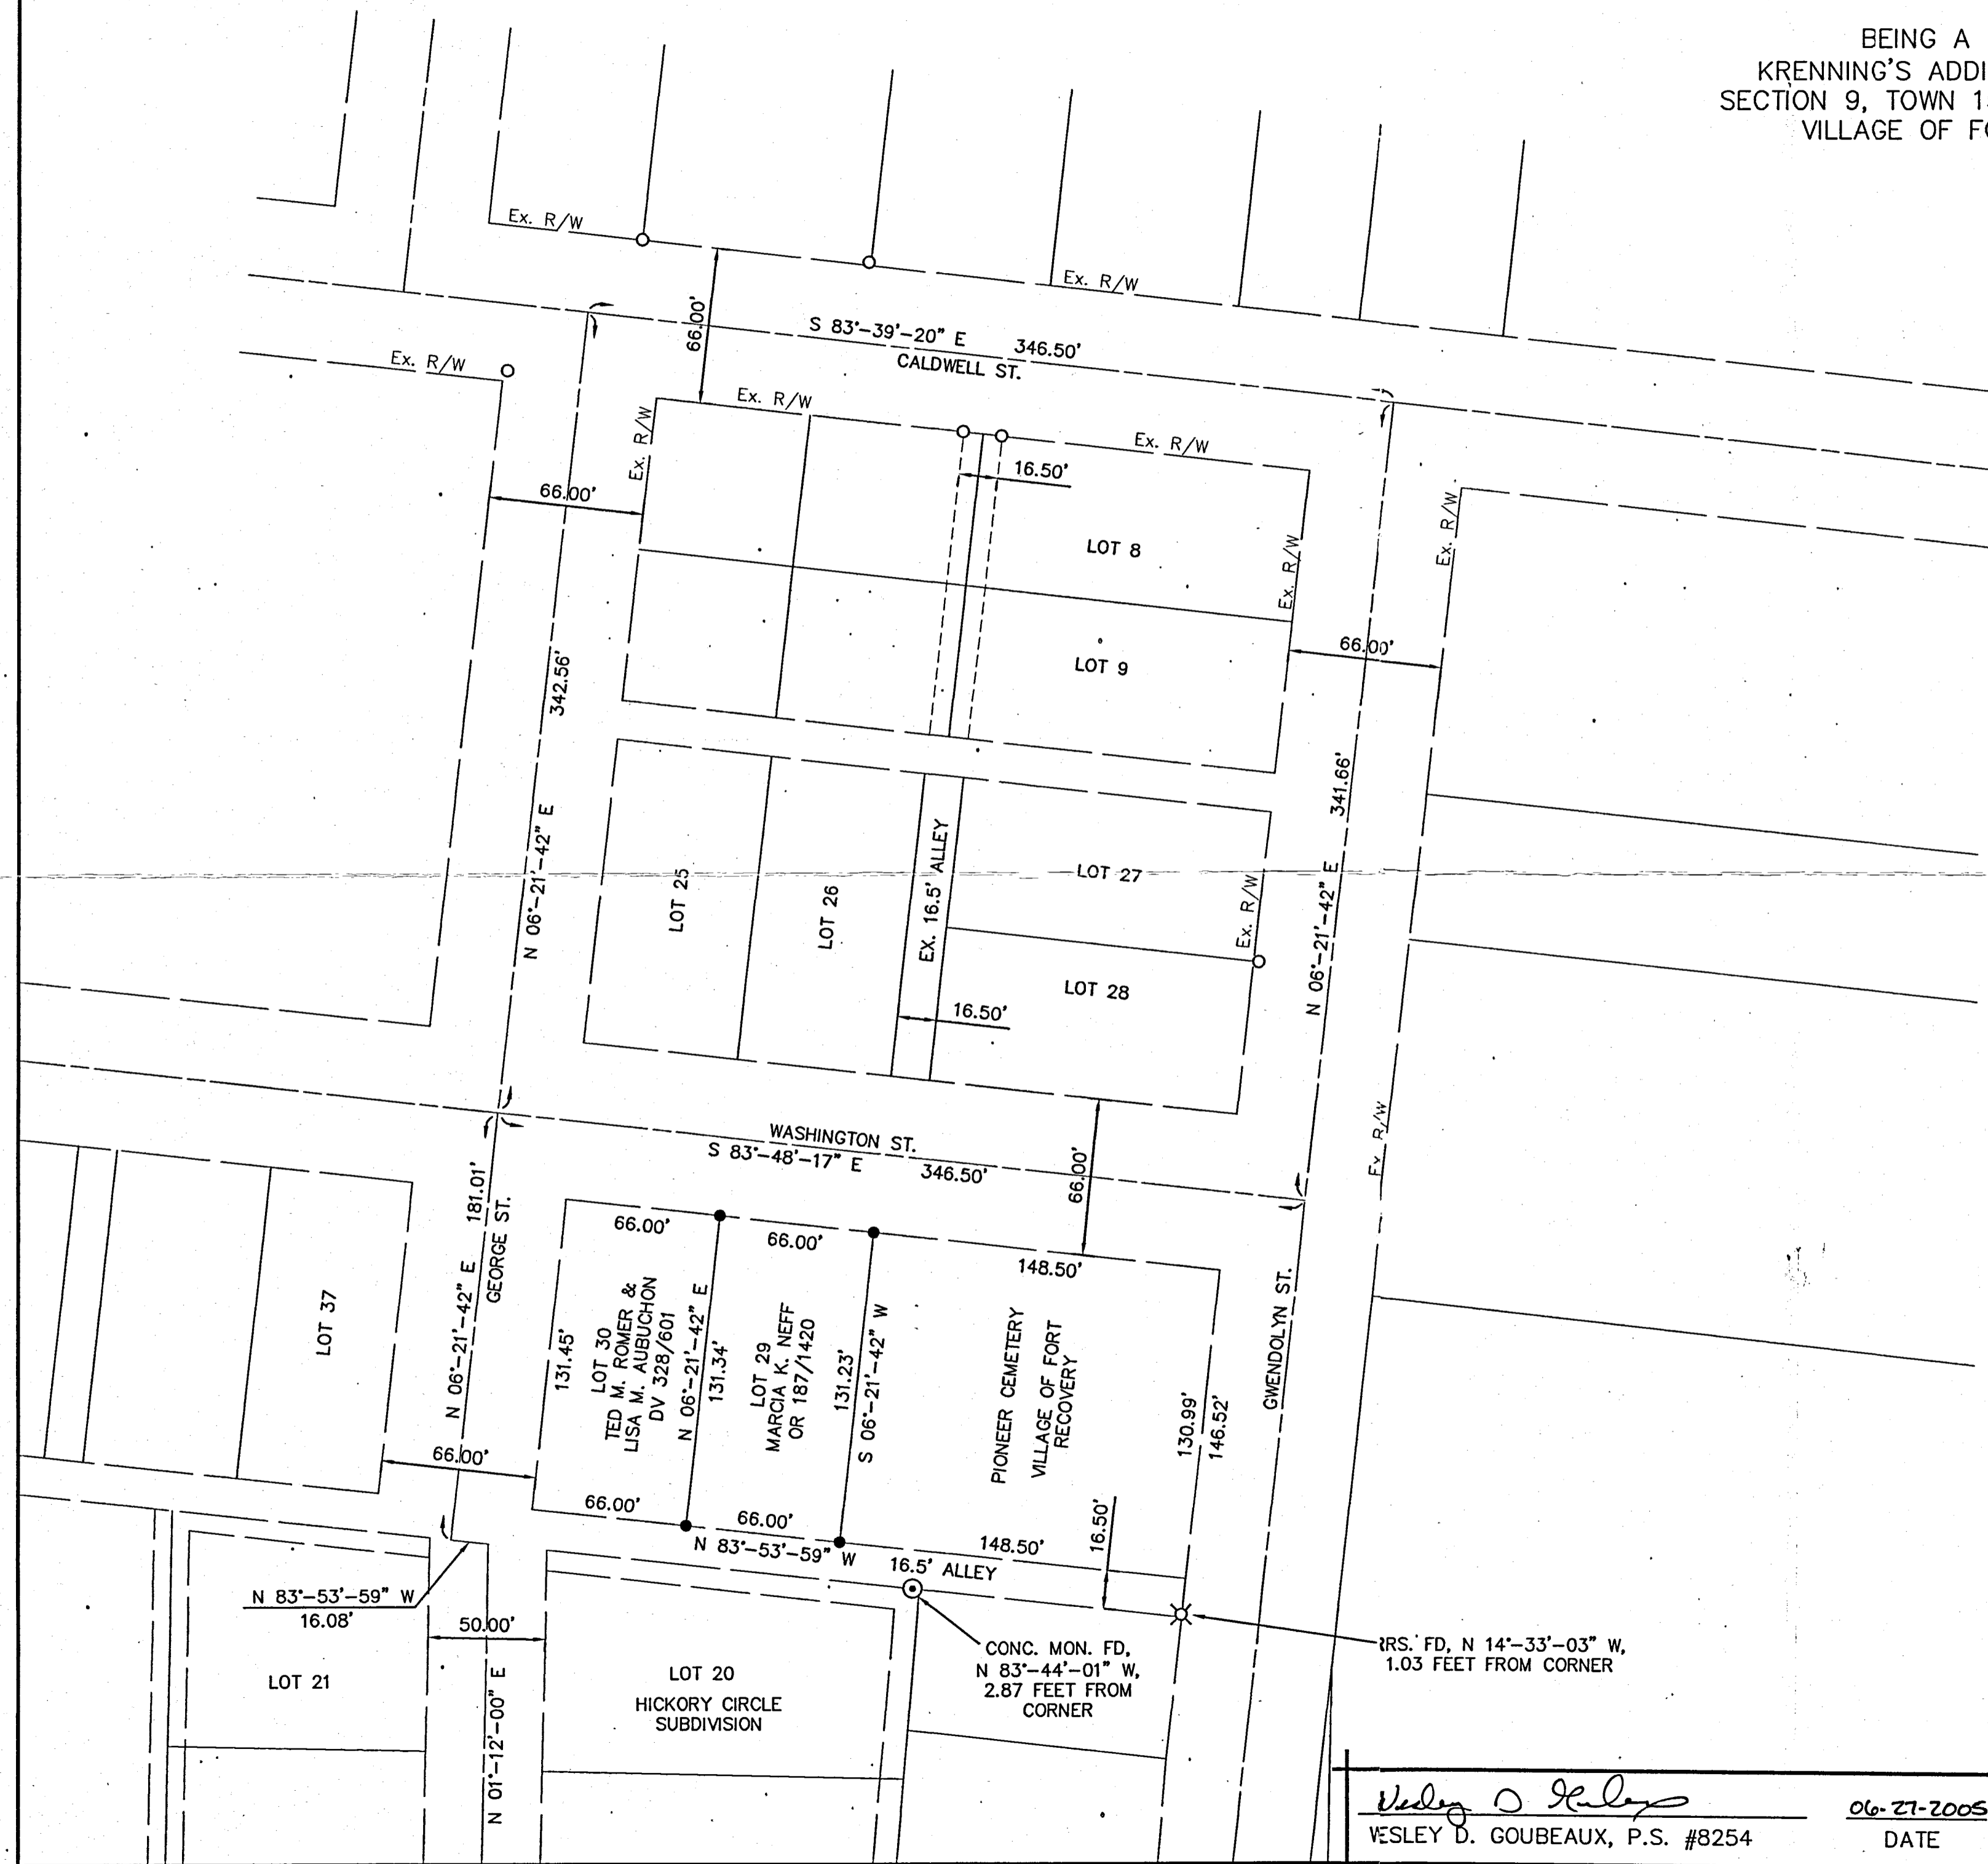 BEING A
KRENNING'S ADDI
SECTION 9, TOWN 1
VILLAGE OF FO
Ex. R/W
Ex. R/W
66.00'
S 83°-39'-20" E 346.50'
CALDWELL ST.
Ex. R/W
Ex. R/W
Ex. R/W
Ex. R/W
16.50'
66.00'
LOT 8
Ex. R/W
Ex. R/W
LOT 9
66.00'
N 06°-21'-42" E 342.56'
N 06°-21'-42" E 341.66'
LOT 25
LOT 26
EX. 16.5' ALLEY
LOT 27
Ex. R/W
LOT 28
16.50'
WASHINGTON ST.
S 83°-48'-17" E 346.50'
66.00'
Ex R/W
N 06°-21'-42" E 181.01'
GEORGE ST.
66.00'
66.00'
148.50'
GWENDOLYN ST.
LOT 37
131.45'
LOT 30
TED M. ROMER &
LISA M. AUBUCHON
DV 328/601
N 06°-21'-42" E
131.34'
LOT 29
MARCIA K. NEFF
OR 187/1420
131.23'
S 06°-21'-42" W
PIONEER CEMETERY
VILLAGE OF FORT
RECOVERY
130.99'
146.52'
66.00'
66.00'
66.00'
148.50'
16.50'
N 83°-53'-59" W
16.5' ALLEY
N 83°-53'-59" W
16.08'
50.00'
LOT 21
N 01°-12'-00" E
LOT 20
HICKORY CIRCLE
SUBDIVISION
CONC. MON. FD,
N 83°-44'-01" W,
2.87 FEET FROM
CORNER
RRS. FD, N 14°-33'-03" W,
1.03 FEET FROM CORNER
06-27-2005
WESLEY D. GOUBEAUX, P.S. #8254
DATE